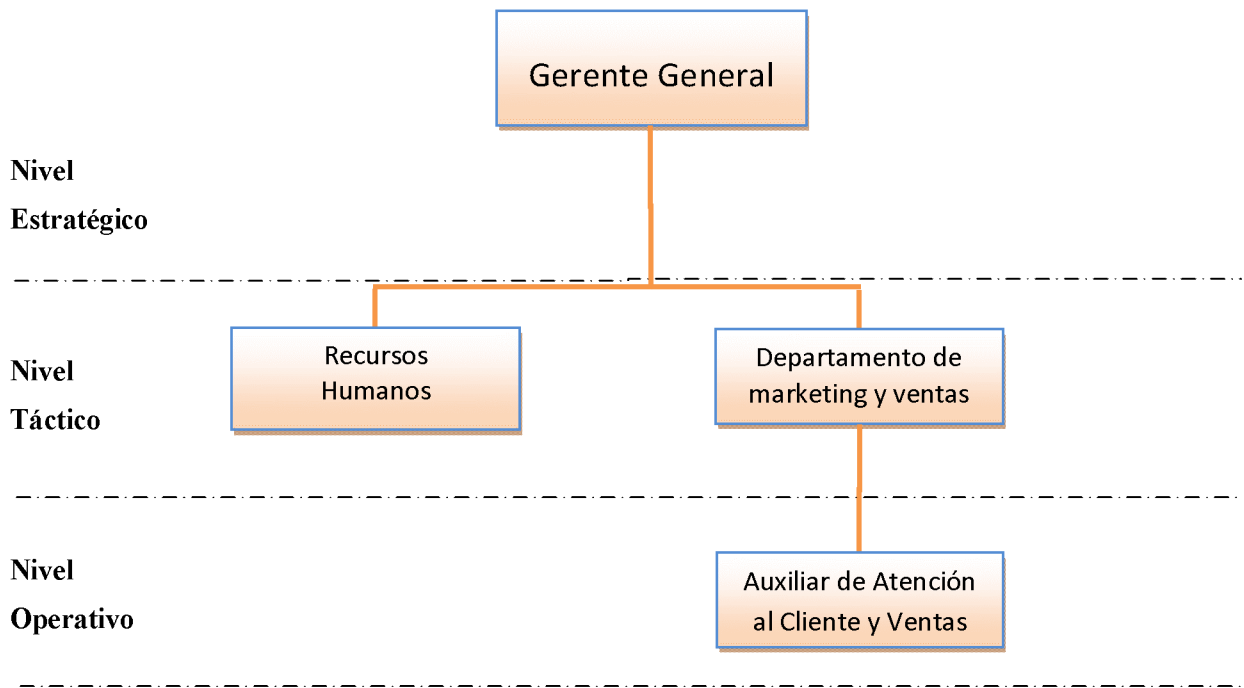 Gerente General
Nivel
Estratégico
Recursos
Humanos
Departamento de
marketing y ventas
Nivel
Táctico
Auxiliar de Atención
al Cliente y Ventas
Nivel
Operativo